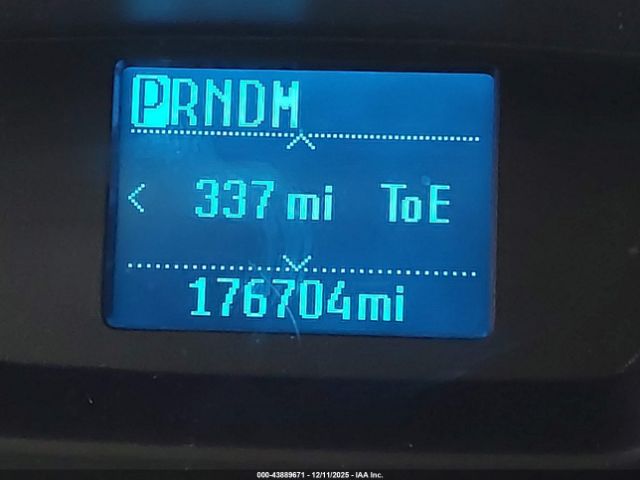 PRNDM
< 337 mi ToE
176704mi
000-43889671 - 12/11/2025 - IAA Inc.